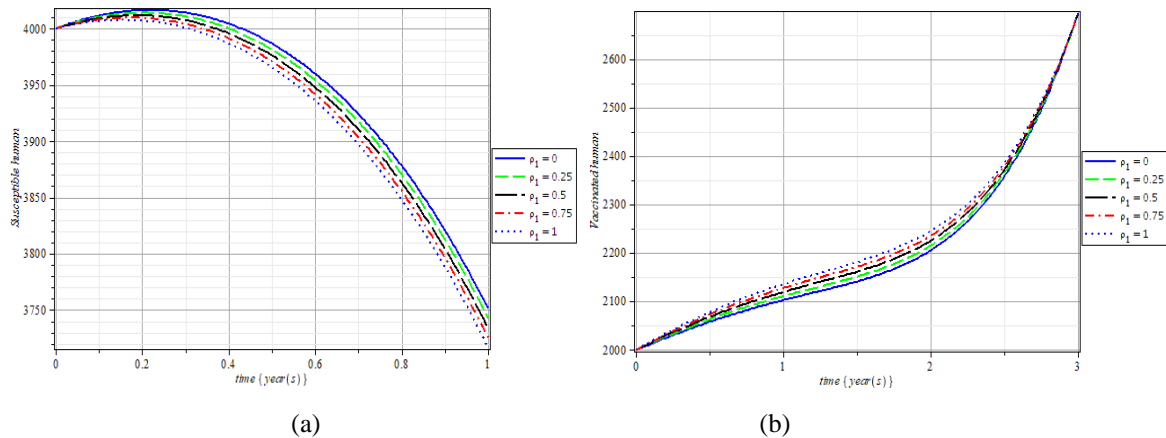 4000
3950
3900
3850
3800
3750
Susceptible human
0
0.2
0.4
0.6
0.8
1
time {year(s)}
ρ1 = 0
ρ1 = 0.25
ρ1 = 0.5
ρ1 = 0.75
ρ1 = 1
(a)
2600
2500
2400
2300
2200
2100
2000
Vaccinated human
0
1
2
3
time {year(s)}
ρ1 = 0
ρ1 = 0.25
ρ1 = 0.5
ρ1 = 0.75
ρ1 = 1
(b)